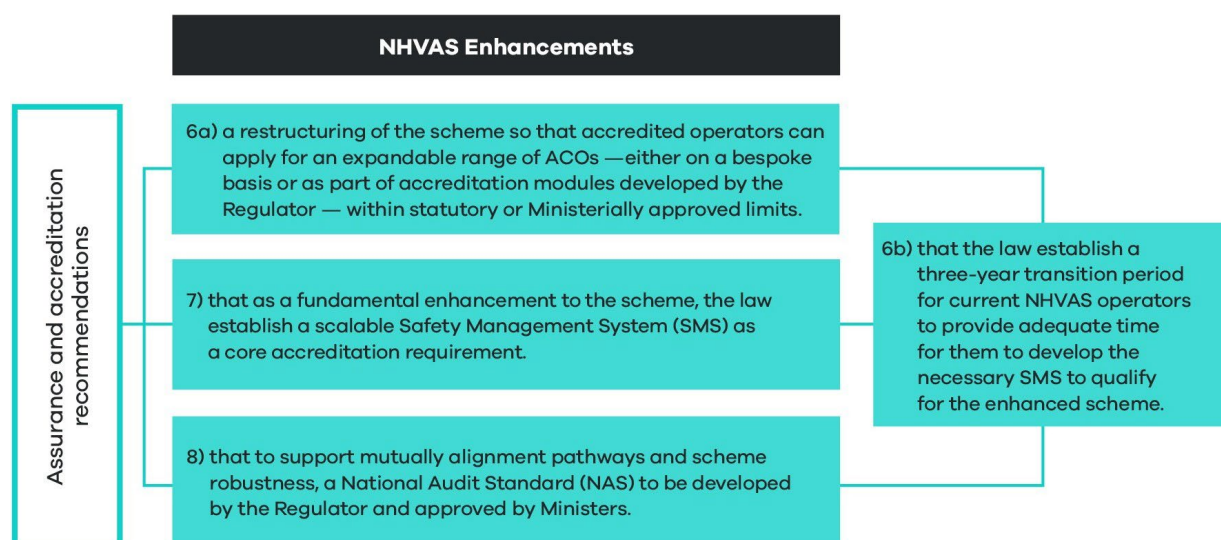 NHVAS Enhancements
Assurance and accreditation
recommendations
6a) a restructuring of the scheme so that accredited operators can
apply for an expandable range of ACOs —either on a bespoke
basis or as part of accreditation modules developed by the
Regulator — within statutory or Ministerially approved limits.
7) that as a fundamental enhancement to the scheme, the law
establish a scalable Safety Management System (SMS) as
a core accreditation requirement.
8) that to support mutually alignment pathways and scheme
robustness, a National Audit Standard (NAS) to be developed
by the Regulator and approved by Ministers.
6b) that the law establish a
three-year transition period
for current NHVAS operators
to provide adequate time
for them to develop the
necessary SMS to qualify
for the enhanced scheme.